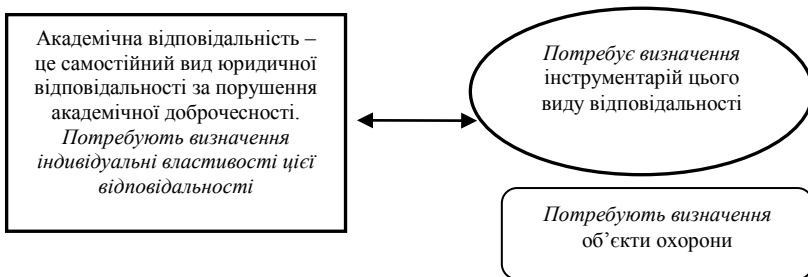 Академічна відповідальність –
це самостійний вид юридичної
відповідальності за порушення
академічної доброчесності.
Потребують визначення
індивідуальні властивості цієї
відповідальності
Потребує визначення
інструментарій цього
виду відповідальності
Потребують визначення
об’єкти охорони